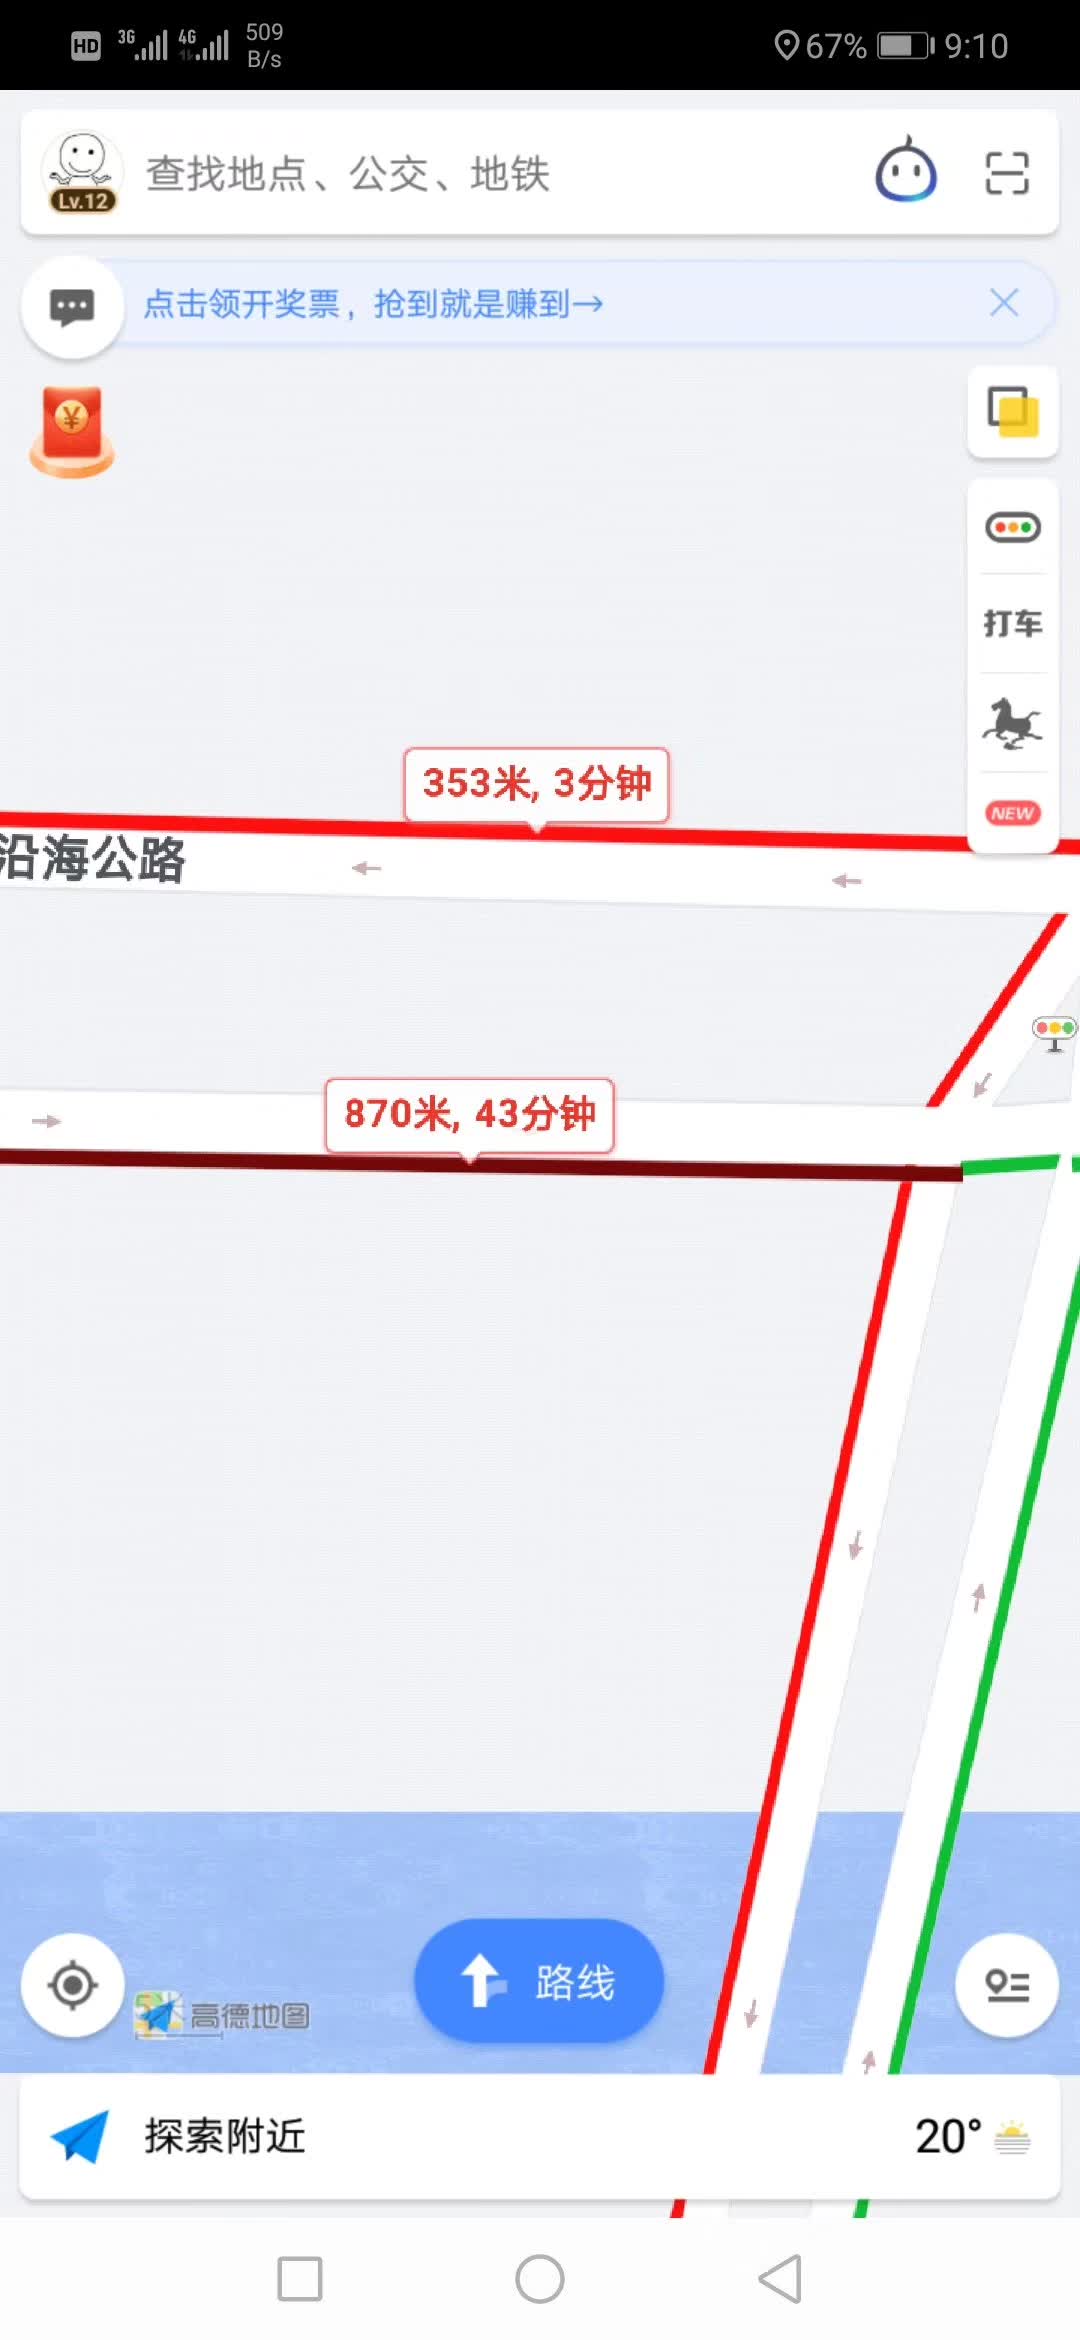 HD 3G 4G 509 B/s 67% 9:10
Lv.12 查找地点、公交、地铁
点击领开奖票，抢到就是赚到→
¥
打车
NEW
353米, 3分钟
沿海公路
870米, 43分钟
路线
高德地图
探索附近 20°